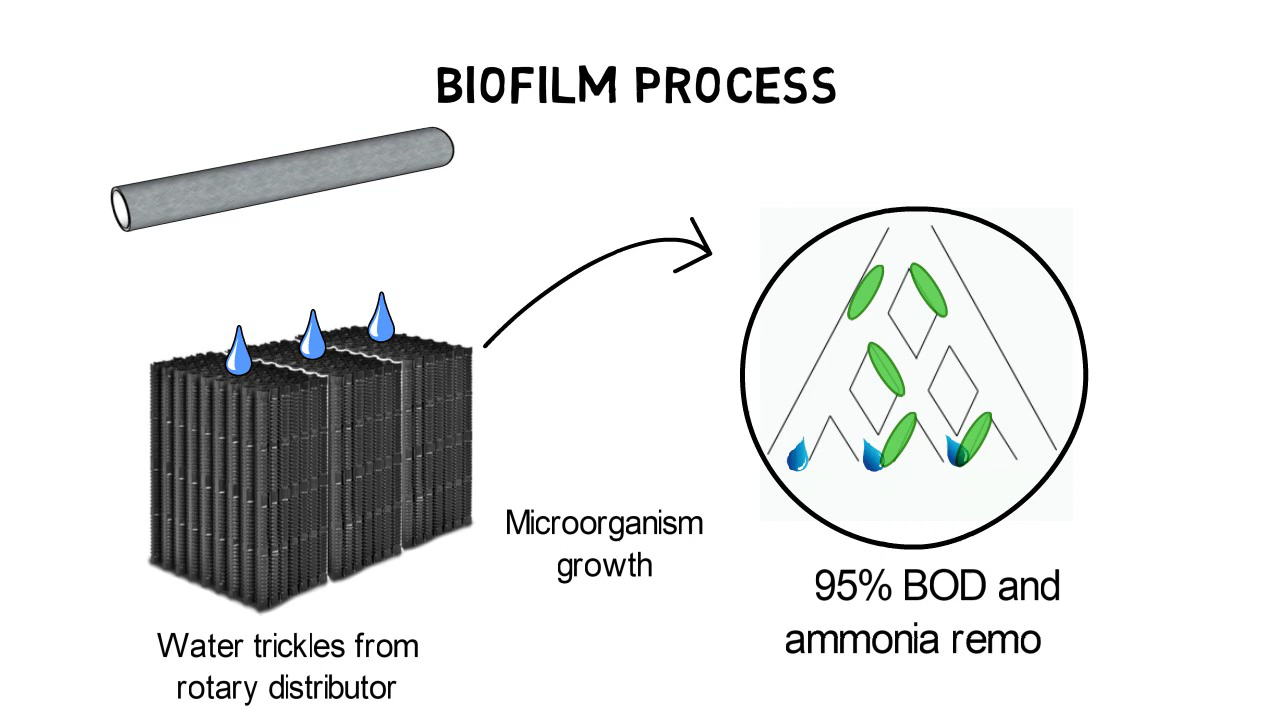 BIOFILM PROCESS
Water trickles from
rotary distributor
Microorganism
growth
95% BOD and
ammonia remo